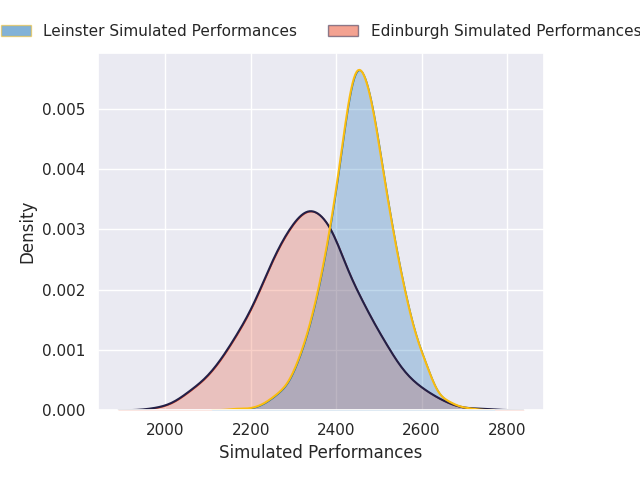 Leinster Simulated Performances Edinburgh Simulated Performances
0.005
0.004
0.003
0.002
0.001
0.000
Density
2000 2200 2400 2600 2800
Simulated Performances